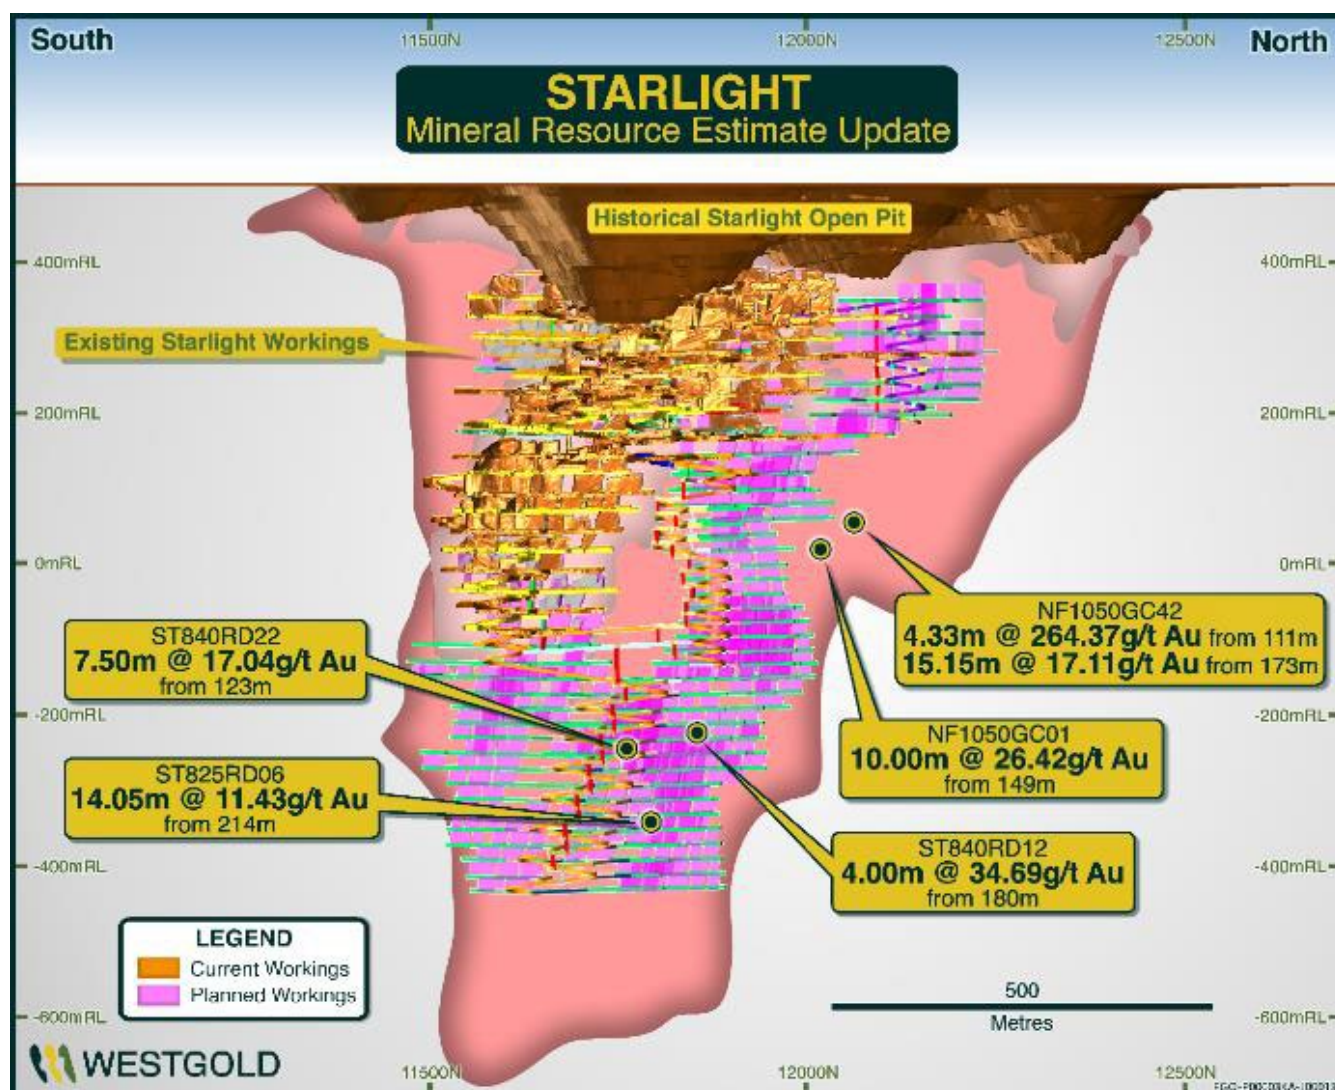 South
11500N
12000N
12500N
North
STARLIGHT
Mineral Resource Estimate Update
Historical Starlight Open Pit
400mRL
400mRL
Existing Starlight Workings
200mRL
200mRL
0mRL
0mRL
NF1050GC42
4.33m @ 264.37g/t Au from 111m
15.15m @ 17.11g/t Au from 173m
ST840RD22
7.50m @ 17.04g/t Au
from 123m
-200mRL
-200mRL
NF1050GC01
10.00m @ 26.42g/t Au
from 149m
ST825RD06
14.05m @ 11.43g/t Au
from 214m
ST840RD12
4.00m @ 34.69g/t Au
from 180m
-400mRL
-400mRL
LEGEND
Current Workings
Planned Workings
500
Metres
-600mRL
-600mRL
WESTGOLD
11500N
12000N
12500N